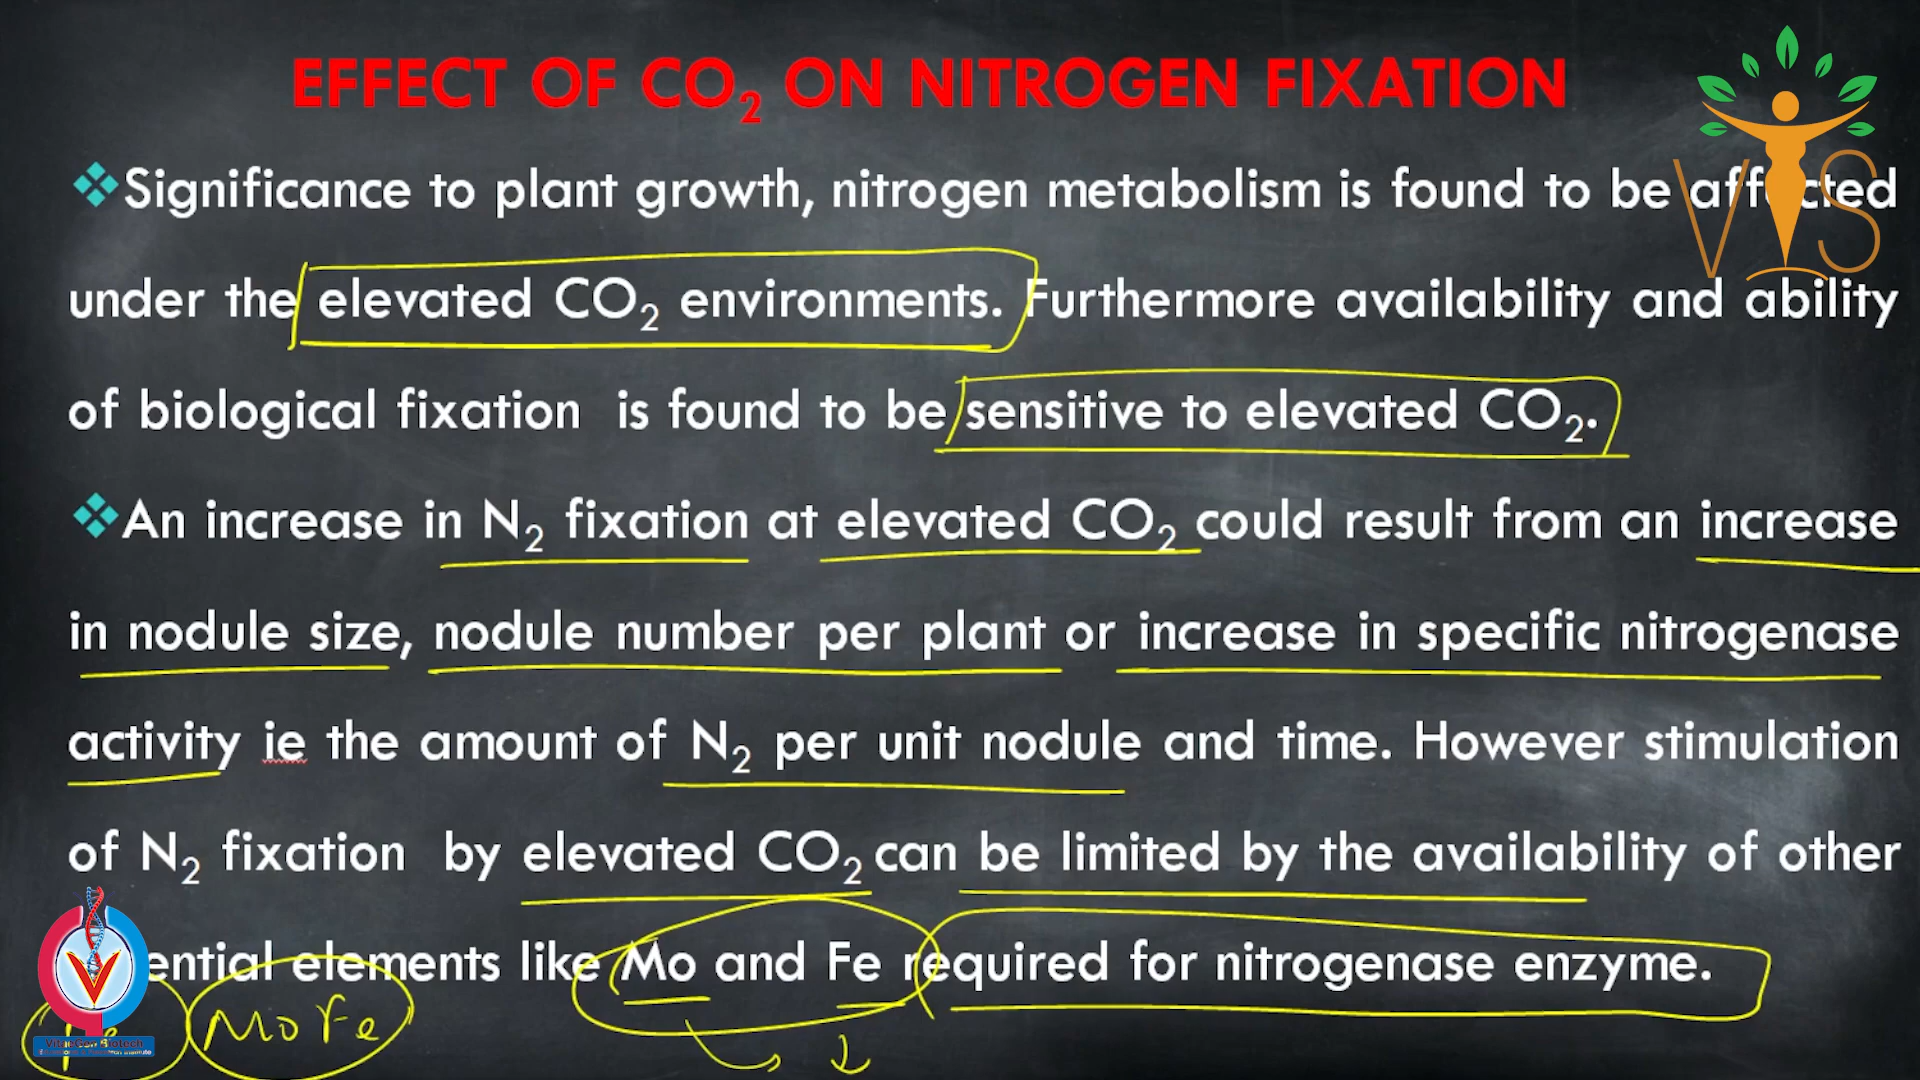 EFFECT OF CO₂ ON NITROGEN FIXATION
❖Significance to plant growth, nitrogen metabolism is found to be affected
under the elevated CO₂ environments. Furthermore availability and ability
of biological fixation is found to be sensitive to elevated CO₂.
❖An increase in N₂ fixation at elevated CO₂ could result from an increase
in nodule size, nodule number per plant or increase in specific nitrogenase
activity ie the amount of N₂ per unit nodule and time. However stimulation
of N₂ fixation by elevated CO₂ can be limited by the availability of other
ential elements like Mo and Fe required for nitrogenase enzyme.
MoFe
V S
VitaeGen Biotech